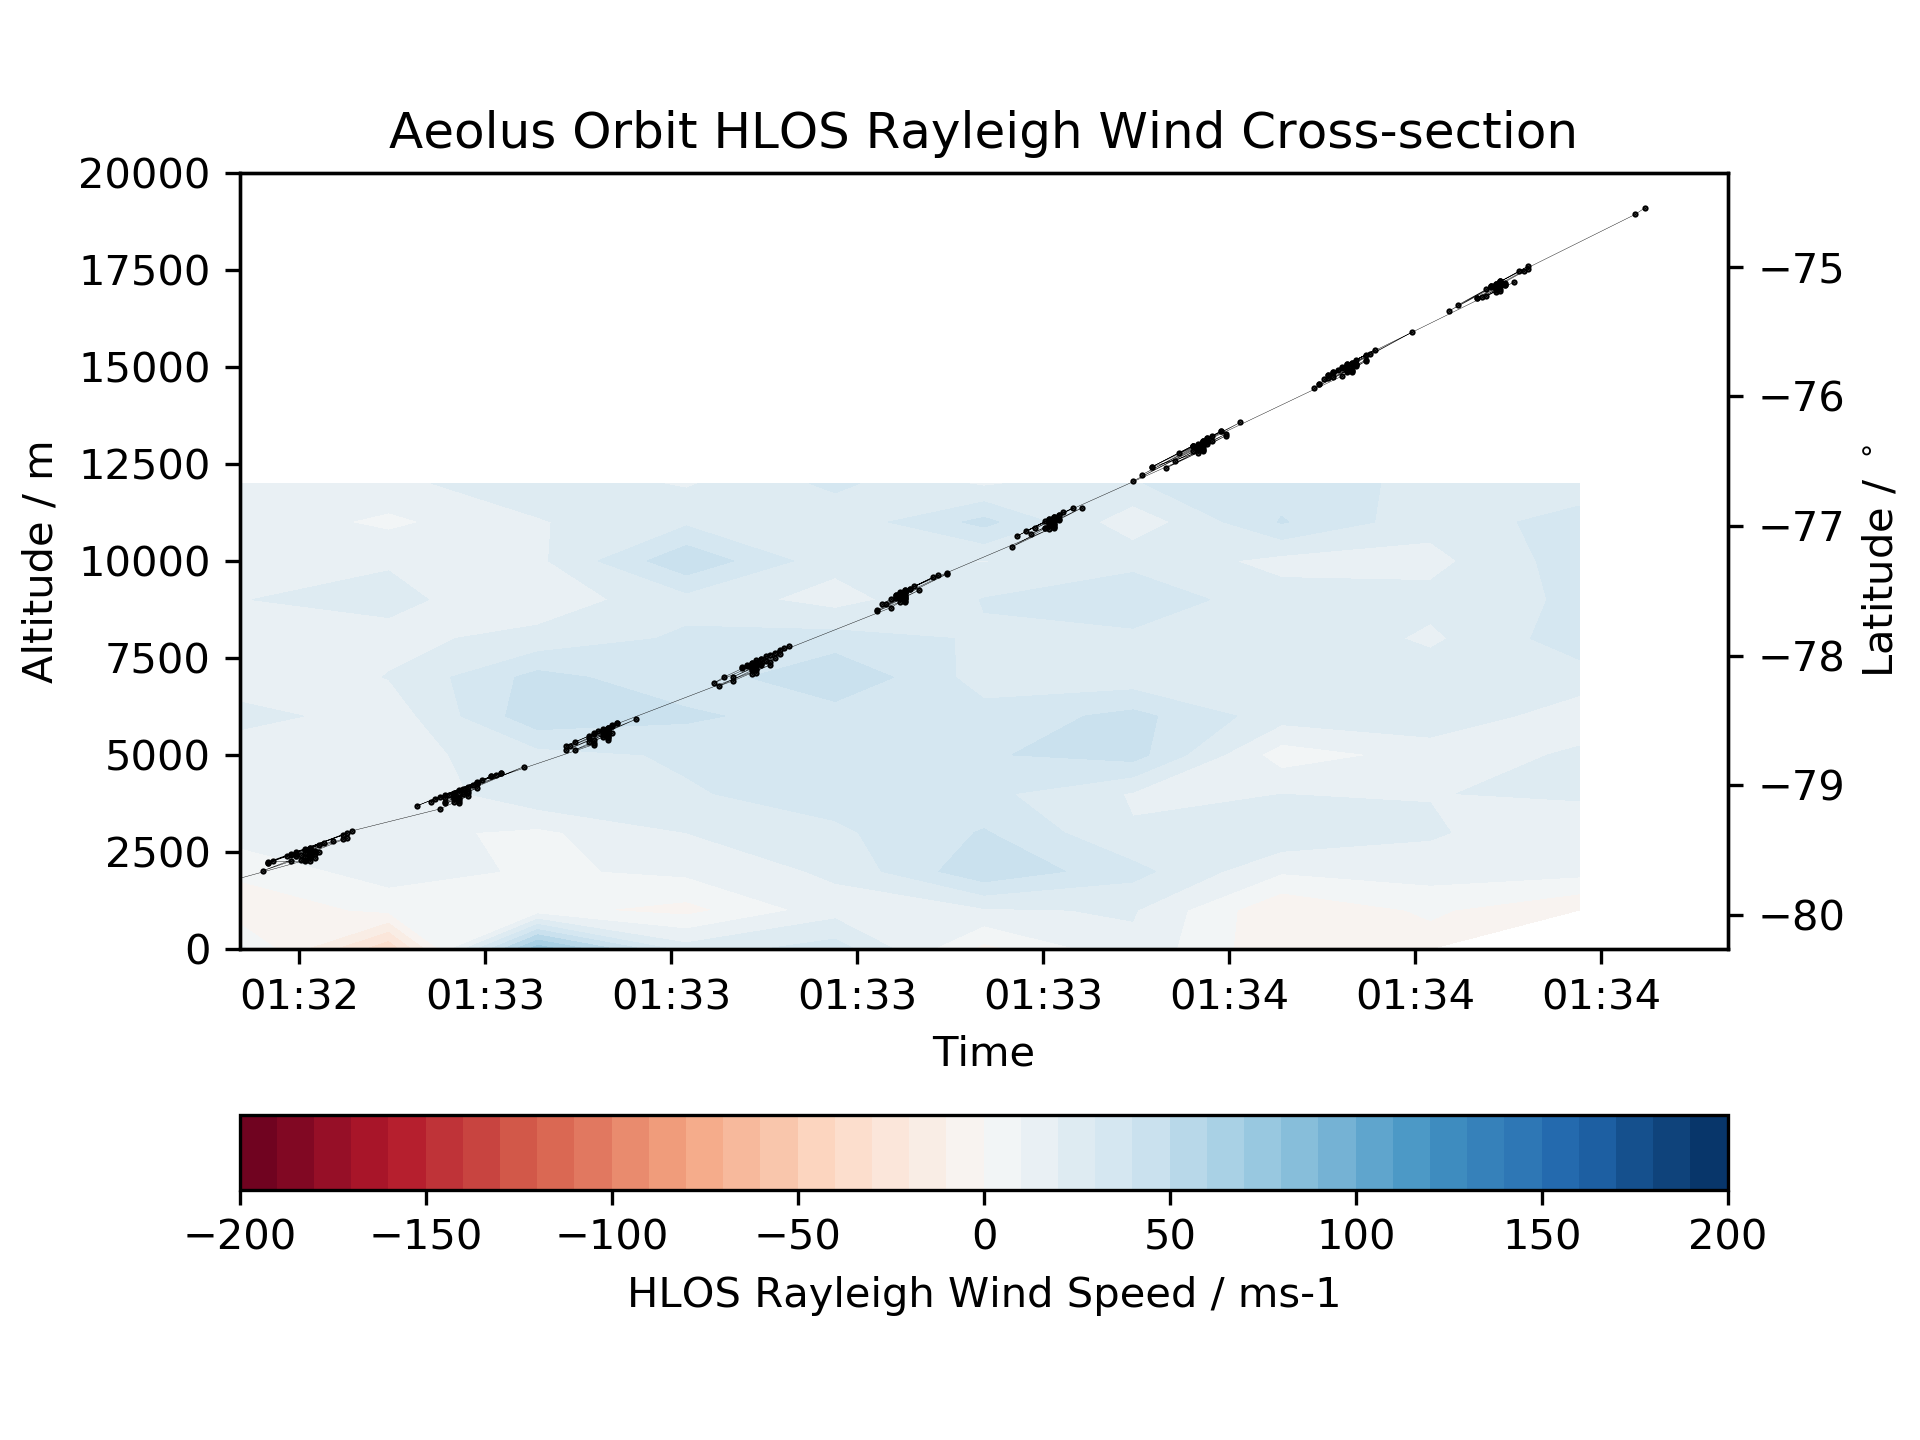 Aeolus Orbit HLOS Rayleigh Wind Cross-section
20000
17500
15000
12500
10000
7500
5000
2500
0
Altitude / m
−75
−76
−77
−78
−79
−80
Latitude / °
01:32 01:33 01:33 01:33 01:33 01:34 01:34 01:34
Time
−200 −150 −100 −50 0 50 100 150 200
HLOS Rayleigh Wind Speed / ms-1